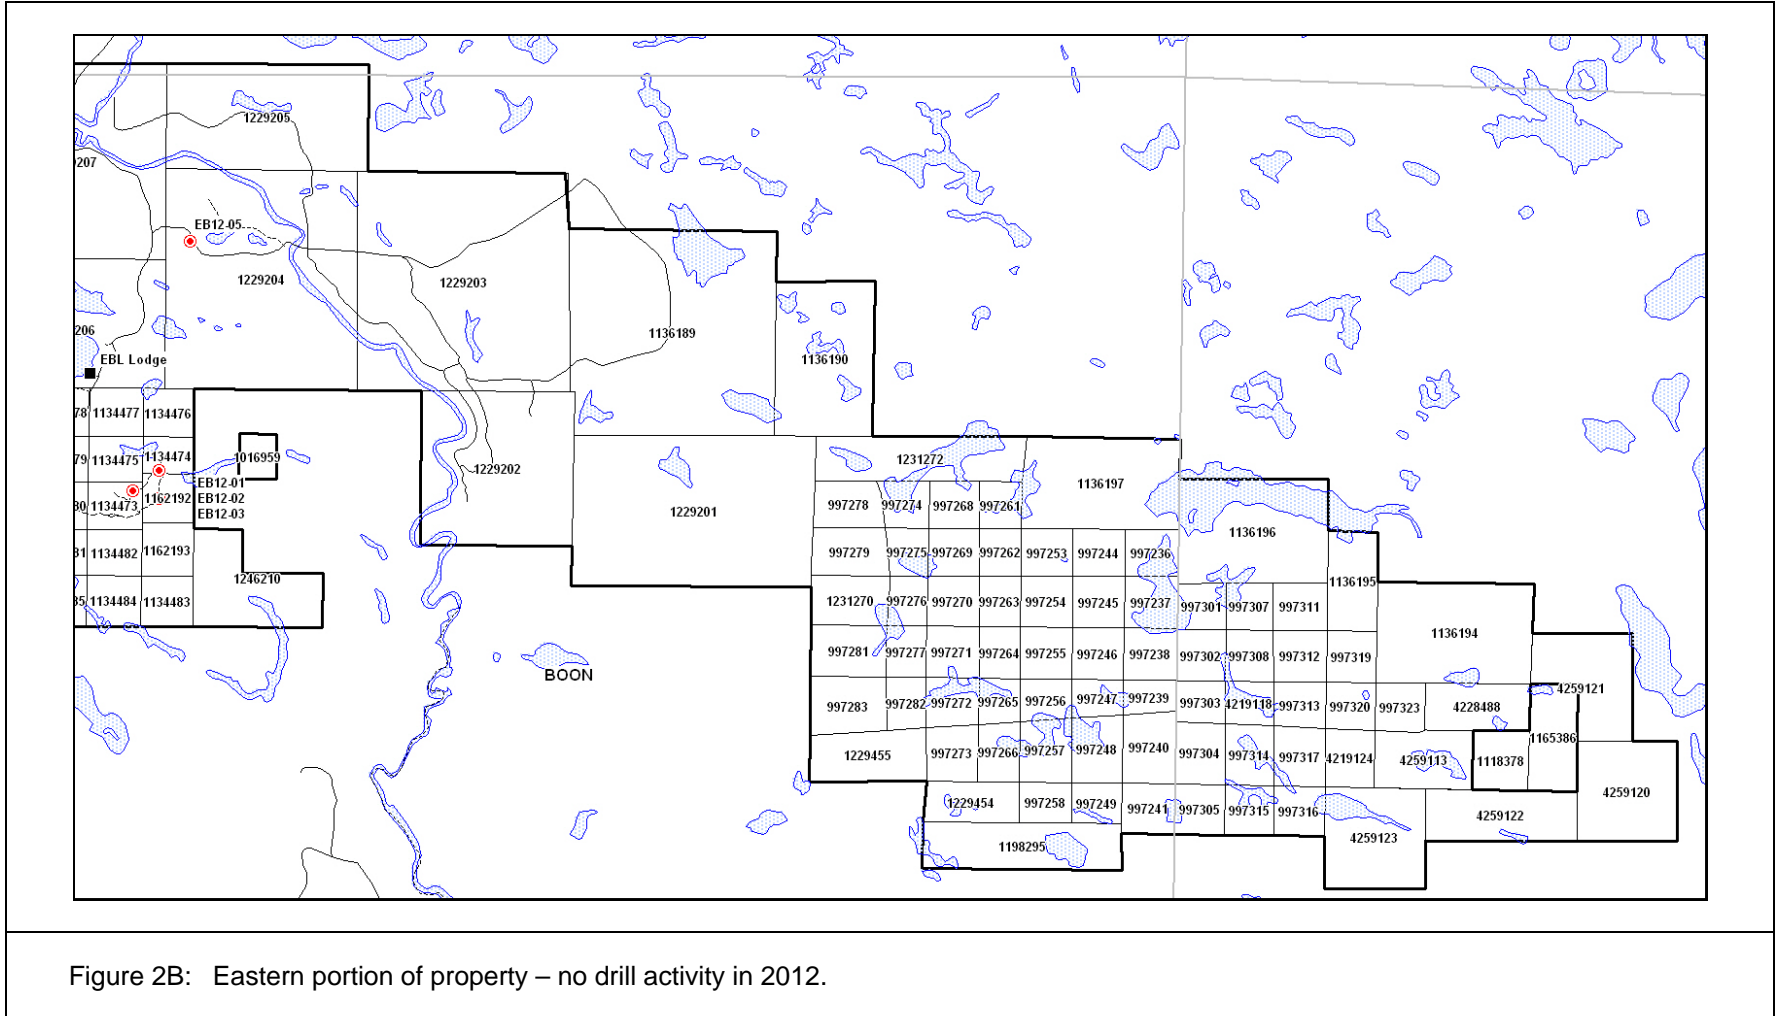 1229205
207
EB12-05
1229204
1229203
206
EBL Lodge
1136189
1136190
78 1134477 1134476
79 1134475 1134474
1016959
1231272
1229202
1136197
EB12-01
EB12-02
EB12-03
80 1134473 1162192
1229201
997278 997274 997268 997261
1136196
81 1134482 1162193
997279 997275 997269 997262 997253 997244 997236
1246210
1136195
85 1134484 1134483
1231270 997276 997270 997263 997254 997245 997237 997301 997307 997311
1136194
997281 997277 997271 997264 997255 997246 997238 997302 997308 997312 997319
BOON
4259121
997283 997282 997272 997265 997256 997247 997239 997303 4219118 997313 997320 997323 4228488
1165386
1229455 997273 997266 997257 997248 997240 997304 997314 997317 4219124 4259113 1118378
4259120
1229454 997258 997249 997241 997305 997315 997316
4259122
1198295
4259123
Figure 2B: Eastern portion of property – no drill activity in 2012.